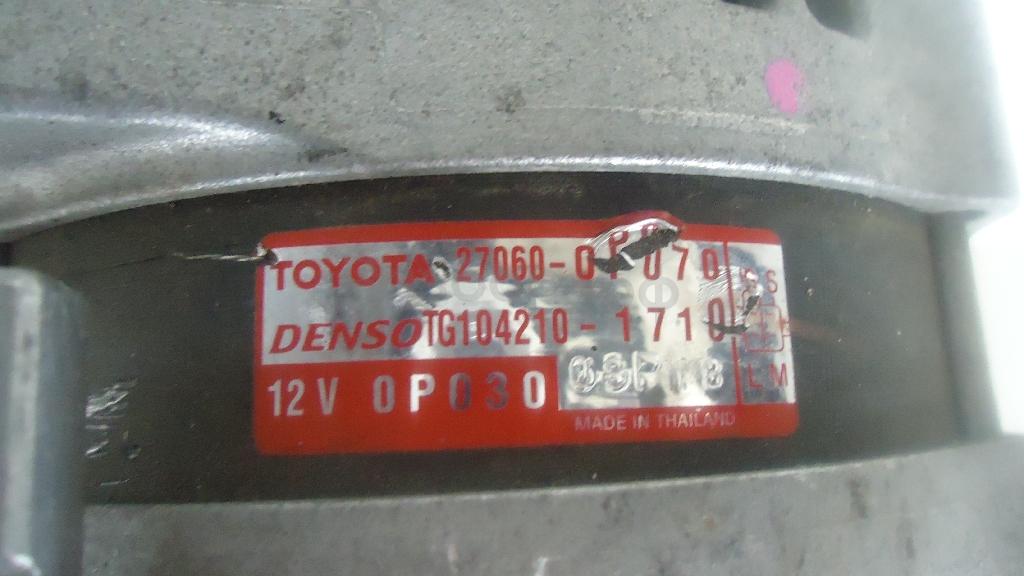 TOYOTA 27060-0P070
DENSO TG104210-1710
12V 0P030
MADE IN THAILAND
S
L M